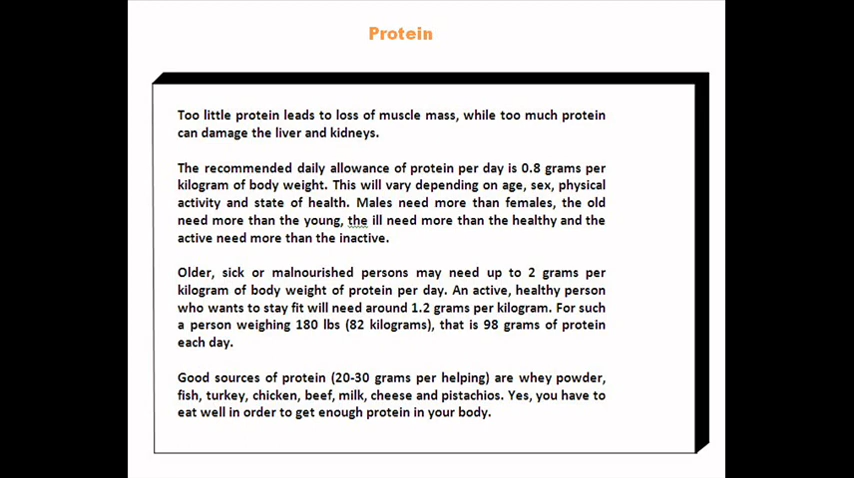 Protein
Too little protein leads to loss of muscle mass, while too much protein
can damage the liver and kidneys.
The recommended daily allowance of protein per day is 0.8 grams per
kilogram of body weight. This will vary depending on age, sex, physical
activity and state of health. Males need more than females, the old
need more than the young, the ill need more than the healthy and the
active need more than the inactive.
Older, sick or malnourished persons may need up to 2 grams per
kilogram of body weight of protein per day. An active, healthy person
who wants to stay fit will need around 1.2 grams per kilogram. For such
a person weighing 180 lbs (82 kilograms), that is 98 grams of protein
each day.
Good sources of protein (20-30 grams per helping) are whey powder,
fish, turkey, chicken, beef, milk, cheese and pistachios. Yes, you have to
eat well in order to get enough protein in your body.